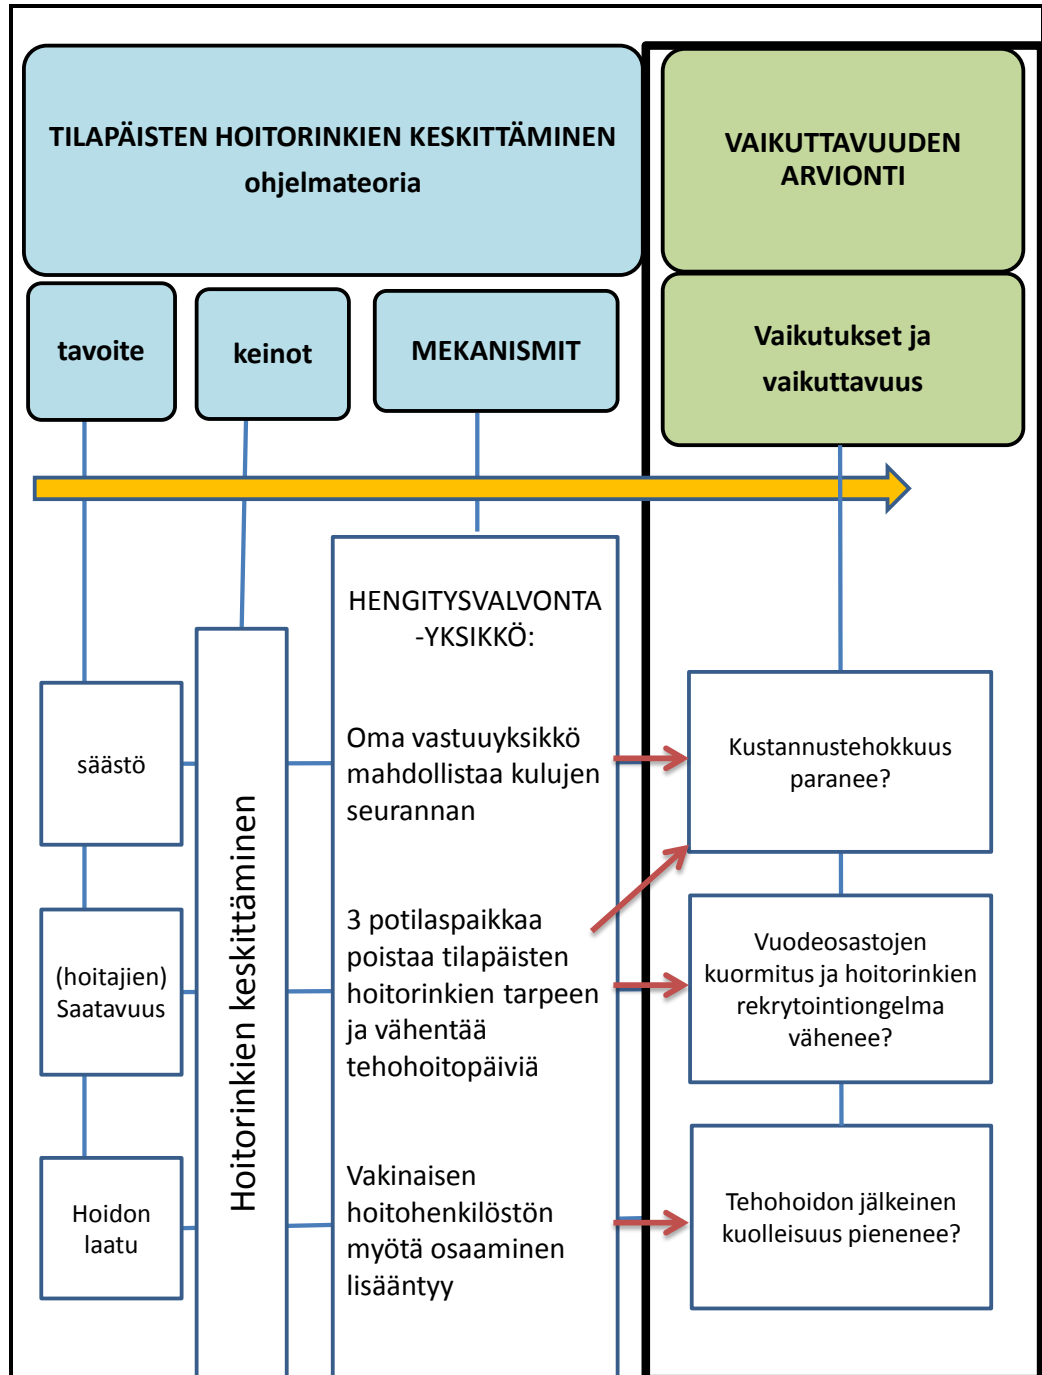 TILAPÄISTEN HOITORINKIEN KESKITTÄMINEN
ohjelmateoria
VAIKUTTAVUUDEN
ARVIONTI
tavoite
keinot
MEKANISMIT
Vaikutukset ja
vaikuttavuus
HENGITYSVALVONTA
-YKSIKKÖ:
säästö
(hoitajien)
Saatavuus
Hoidon
laatu
Hoitorinkien keskittäminen
Oma vastuuyksikkö
mahdollistaa kulujen
seurannan
3 potilaspaikkaa
poistaa tilapäisten
hoitorinkien tarpeen
ja vähentää
tehohoitopäiviä
Vakinaisen
hoitohenkilöstön
myötä osaaminen
lisääntyy
Kustannustehokkuus
paranee?
Vuodeosastojen
kuormitus ja hoitorinkien
rekrytointiongelma
vähenee?
Tehohoidon jälkeinen
kuolleisuus pienenee?